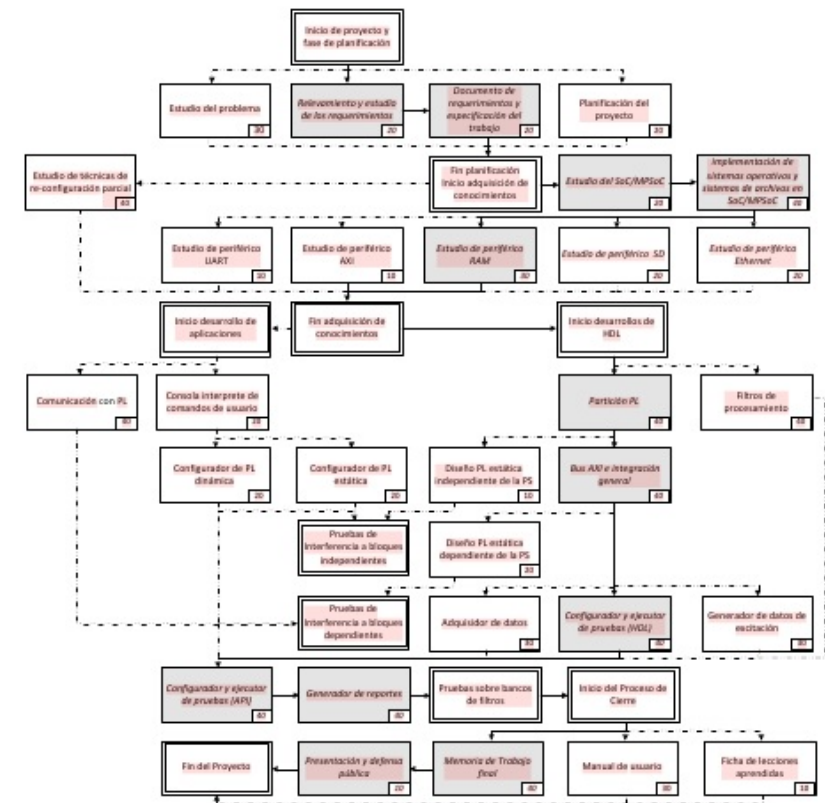 Inicio de proyecto y
fase de planificación
Estudio del problema
30
Relevamiento y estudio
de los requerimientos
20
Documento de
requerimientos y
especificación del
trabajo
20
Planificación del
proyecto
Estudio de técnicas de
re-configuración parcial
Fin planificación
Inicio adquisición de
conocimientos
Estudio del SoC/MPSoC
Implementación de
sistemas operativos y
sistemas de archivos en
SoC/MPSoC
Estudio de periférico
UART
10
Estudio de periférico
AXI
Estudio de periférico
RAM
Estudio de periférico SD
20
Estudio de periférico
Ethernet
20
Inicio desarrollo de
aplicaciones
Fin adquisición de
conocimientos
Inicio desarrollos de
HDL
Comunicación con PL
Consola interprete de
comandos de usuario
Partición PL
Filtros de
procesamiento
Configurador de PL
dinámica
20
Configurador de PL
estática
20
Diseño PL estática
independiente de la PS
10
Bus AXI e integración
general
40
Pruebas de
Interferencia a bloques
independientes
Diseño PL estática
dependiente de la PS
20
Pruebas de
Interferencia a bloques
dependientes
Adquisidor de datos
Configurador y ejecutor
de pruebas (HDL)
Generador de datos de
excitación
Configurador y ejecutor
de pruebas (API)
40
Generador de reportes
Pruebas sobre bancos
de filtros
Inicio del Proceso de
Cierre
Fin del Proyecto
Presentación y defensa
pública
Memoria de Trabajo
final
Manual de usuario
Ficha de lecciones
aprendidas